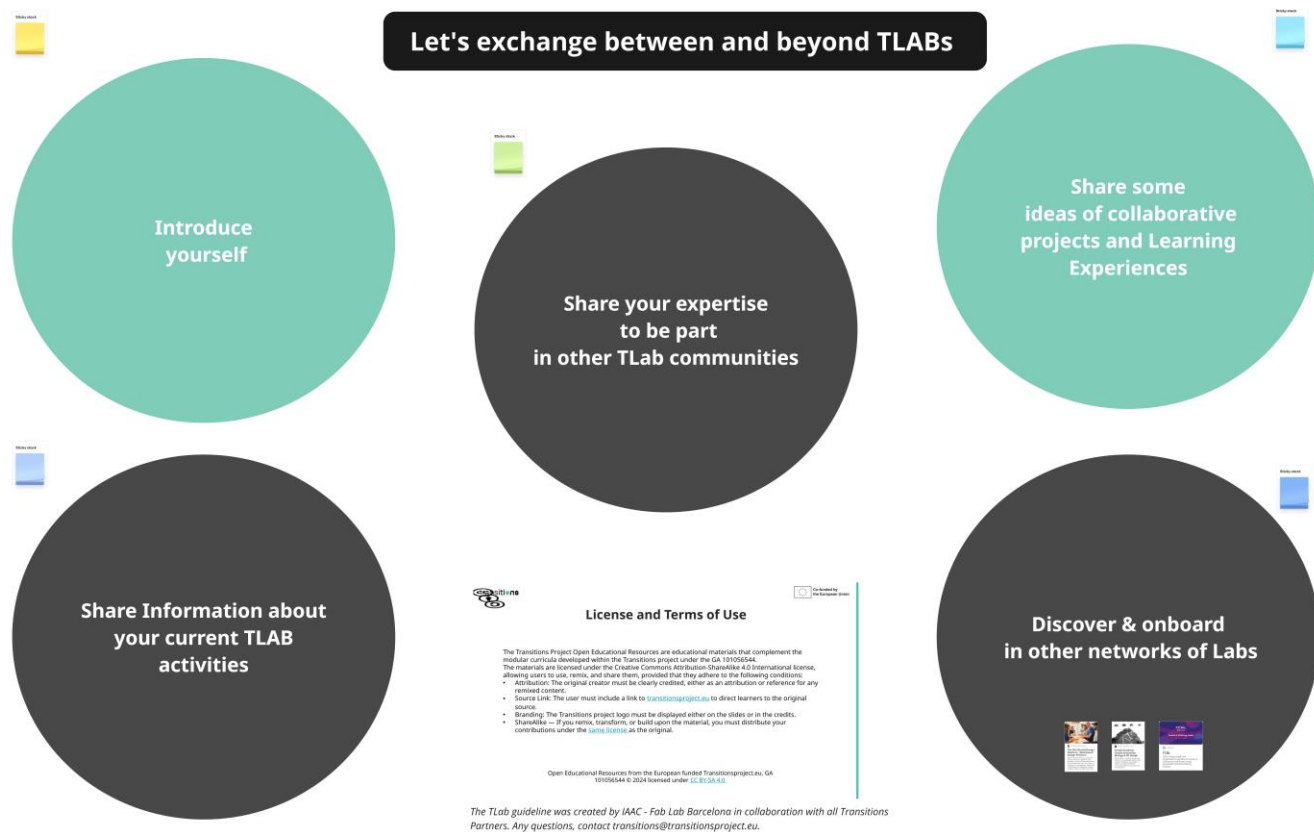 Sticky stack
Let's exchange between and beyond TLABs
Sticky stack
Introduce
yourself
Sticky stack
Share your expertise
to be part
in other TLab communities
Share some
ideas of collaborative
projects and Learning
Experiences
Sticky stack
Share Information about
your current TLAB
activities
Sticky stack
Discover & onboard
in other networks of Labs
sitions
Co-funded by
the European Union
License and Terms of Use
The Transitions Project Open Educational Resources are educational materials that complement the
modular curricula developed within the Transitions project under the GA 101056544.
The materials are licensed under the Creative Commons Attribution-ShareAlike 4.0 International license,
allowing users to use, remix, and share them, provided that they adhere to the following conditions:
• Attribution: The original creator must be clearly credited, either as an attribution or reference for any
remixed content.
• Source Link: The user must include a link to transitionsproject.eu to direct learners to the original
source.
• Branding: The Transitions project logo must be displayed either on the slides or in the credits.
• ShareAlike — If you remix, transform, or build upon the material, you must distribute your
contributions under the same license as the original.
Open Educational Resources from the European funded Transitionsproject.eu, GA
101056544 © 2024 licensed under CC BY-SA 4.0
The TLab guideline was created by IAAC - Fab Lab Barcelona in collaboration with all Transitions
Partners. Any questions, contact transitions@transitionsproject.eu.